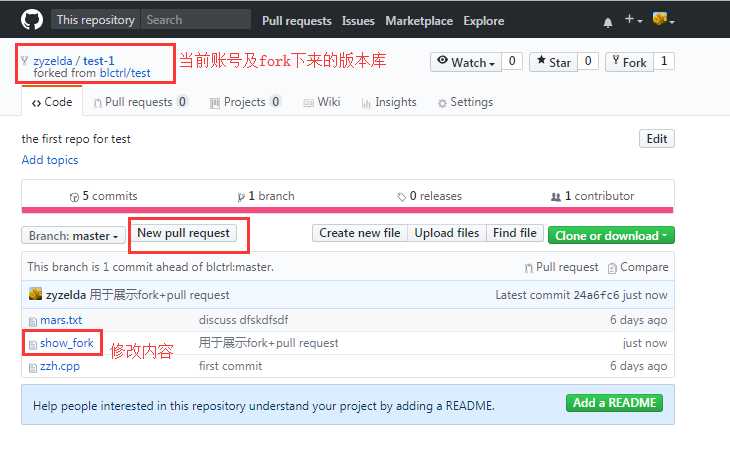 This repository Search Pull requests Issues Marketplace Explore
zyzelda / test-1
forked from blctrl/test
当前账号及fork下来的版本库
Watch 0 Star 0 Fork 1
Code Pull requests 0 Projects 0 Wiki Insights Settings
the first repo for test Edit
Add topics
5 commits 1 branch 0 releases 1 contributor
Branch: master New pull request Create new file Upload files Find file Clone or download
This branch is 1 commit ahead of blctrl:master. Pull request Compare
zyzelda 用于展示fork+pull request Latest commit 24a6fc6 just now
mars.txt discuss dfskdfsdf 6 days ago
show_fork 用于展示fork+pull request just now
修改内容
zzh.cpp first commit 6 days ago
Help people interested in this repository understand your project by adding a README. Add a README